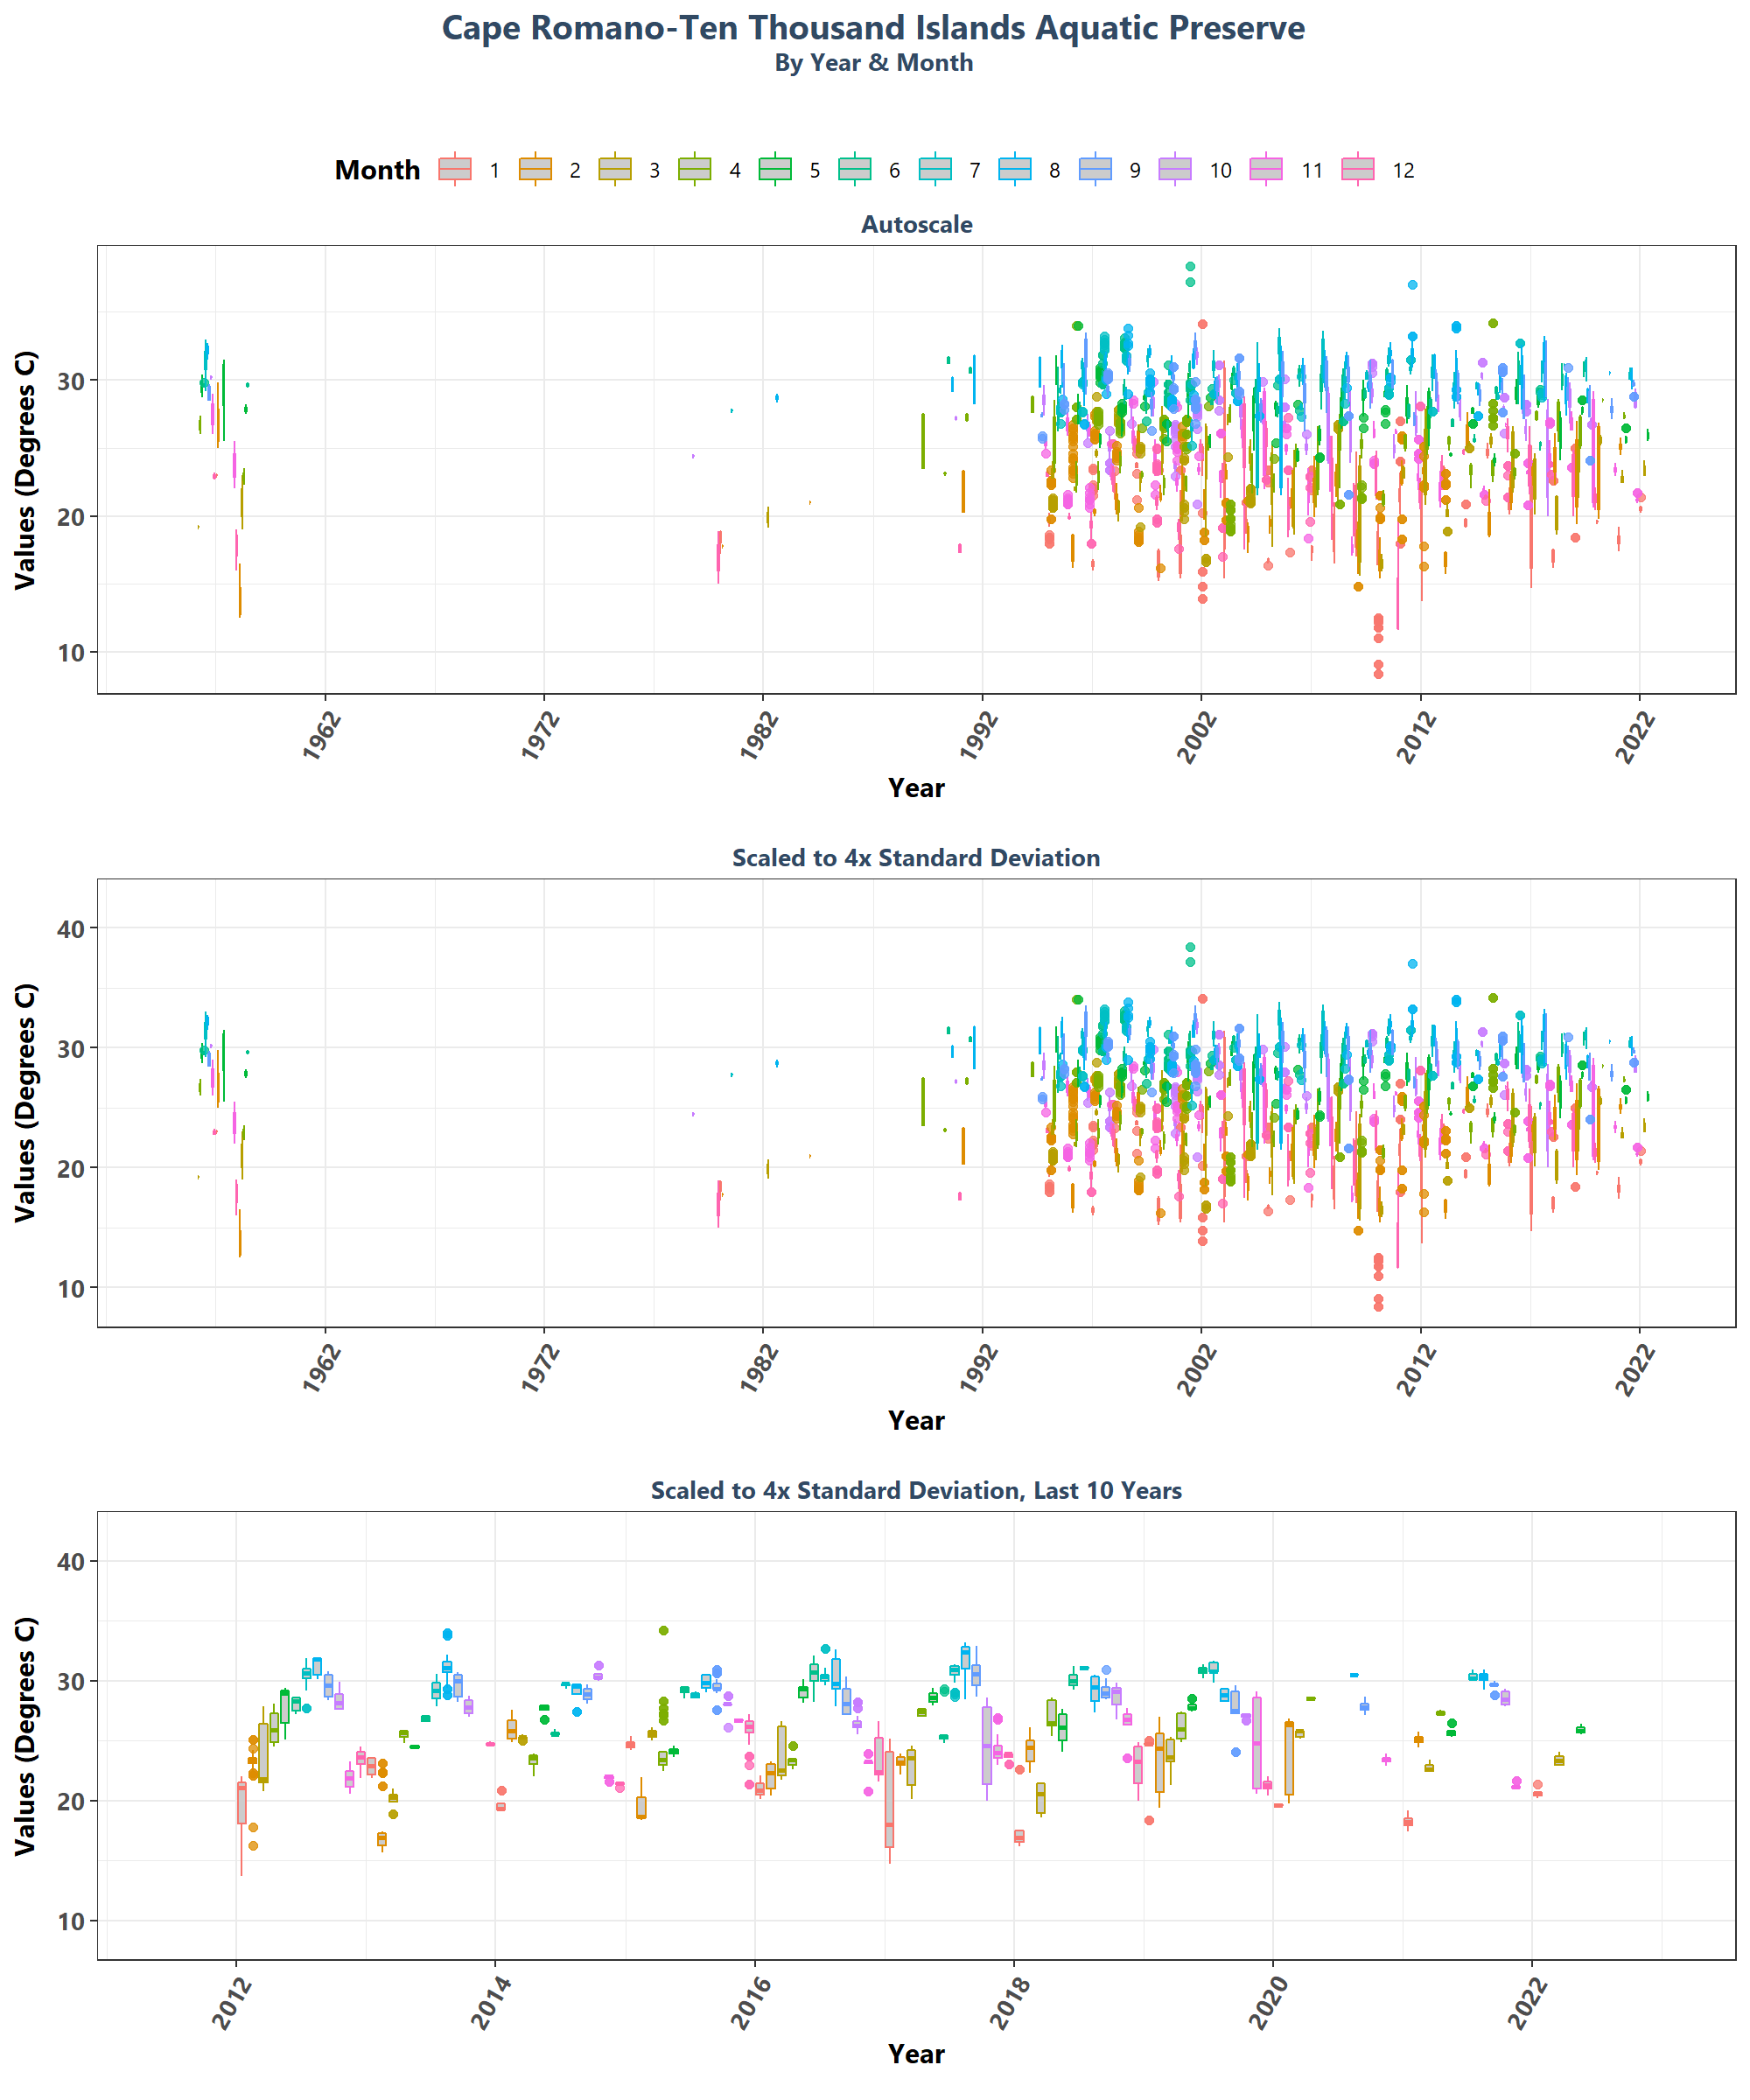 Cape Romano-Ten Thousand Islands Aquatic Preserve
By Year & Month
Month 1 2 3 4 5 6 7 8 9 10 11 12
Autoscale
Values (Degrees C)
30
20
10
1962 1972 1982 1992 2002 2012 2022
Year
Scaled to 4x Standard Deviation
Values (Degrees C)
40
30
20
10
1962 1972 1982 1992 2002 2012 2022
Year
Scaled to 4x Standard Deviation, Last 10 Years
Values (Degrees C)
40
30
20
10
2012 2014 2016 2018 2020 2022
Year